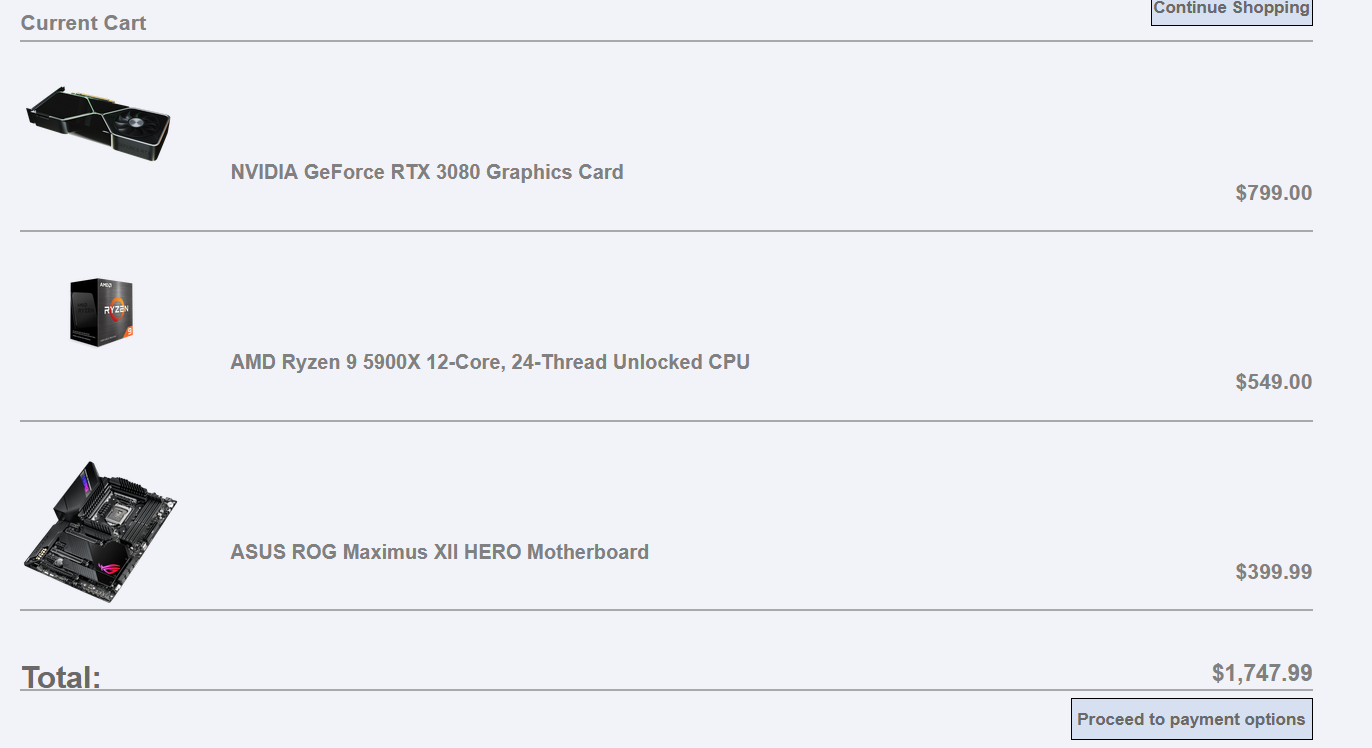 Current Cart
Continue Shopping
NVIDIA GeForce RTX 3080 Graphics Card
$799.00
AMD
RYZEN
9
AMD Ryzen 9 5900X 12-Core, 24-Thread Unlocked CPU
$549.00
ASUS ROG Maximus XII HERO Motherboard
$399.99
Total:
$1,747.99
Proceed to payment options